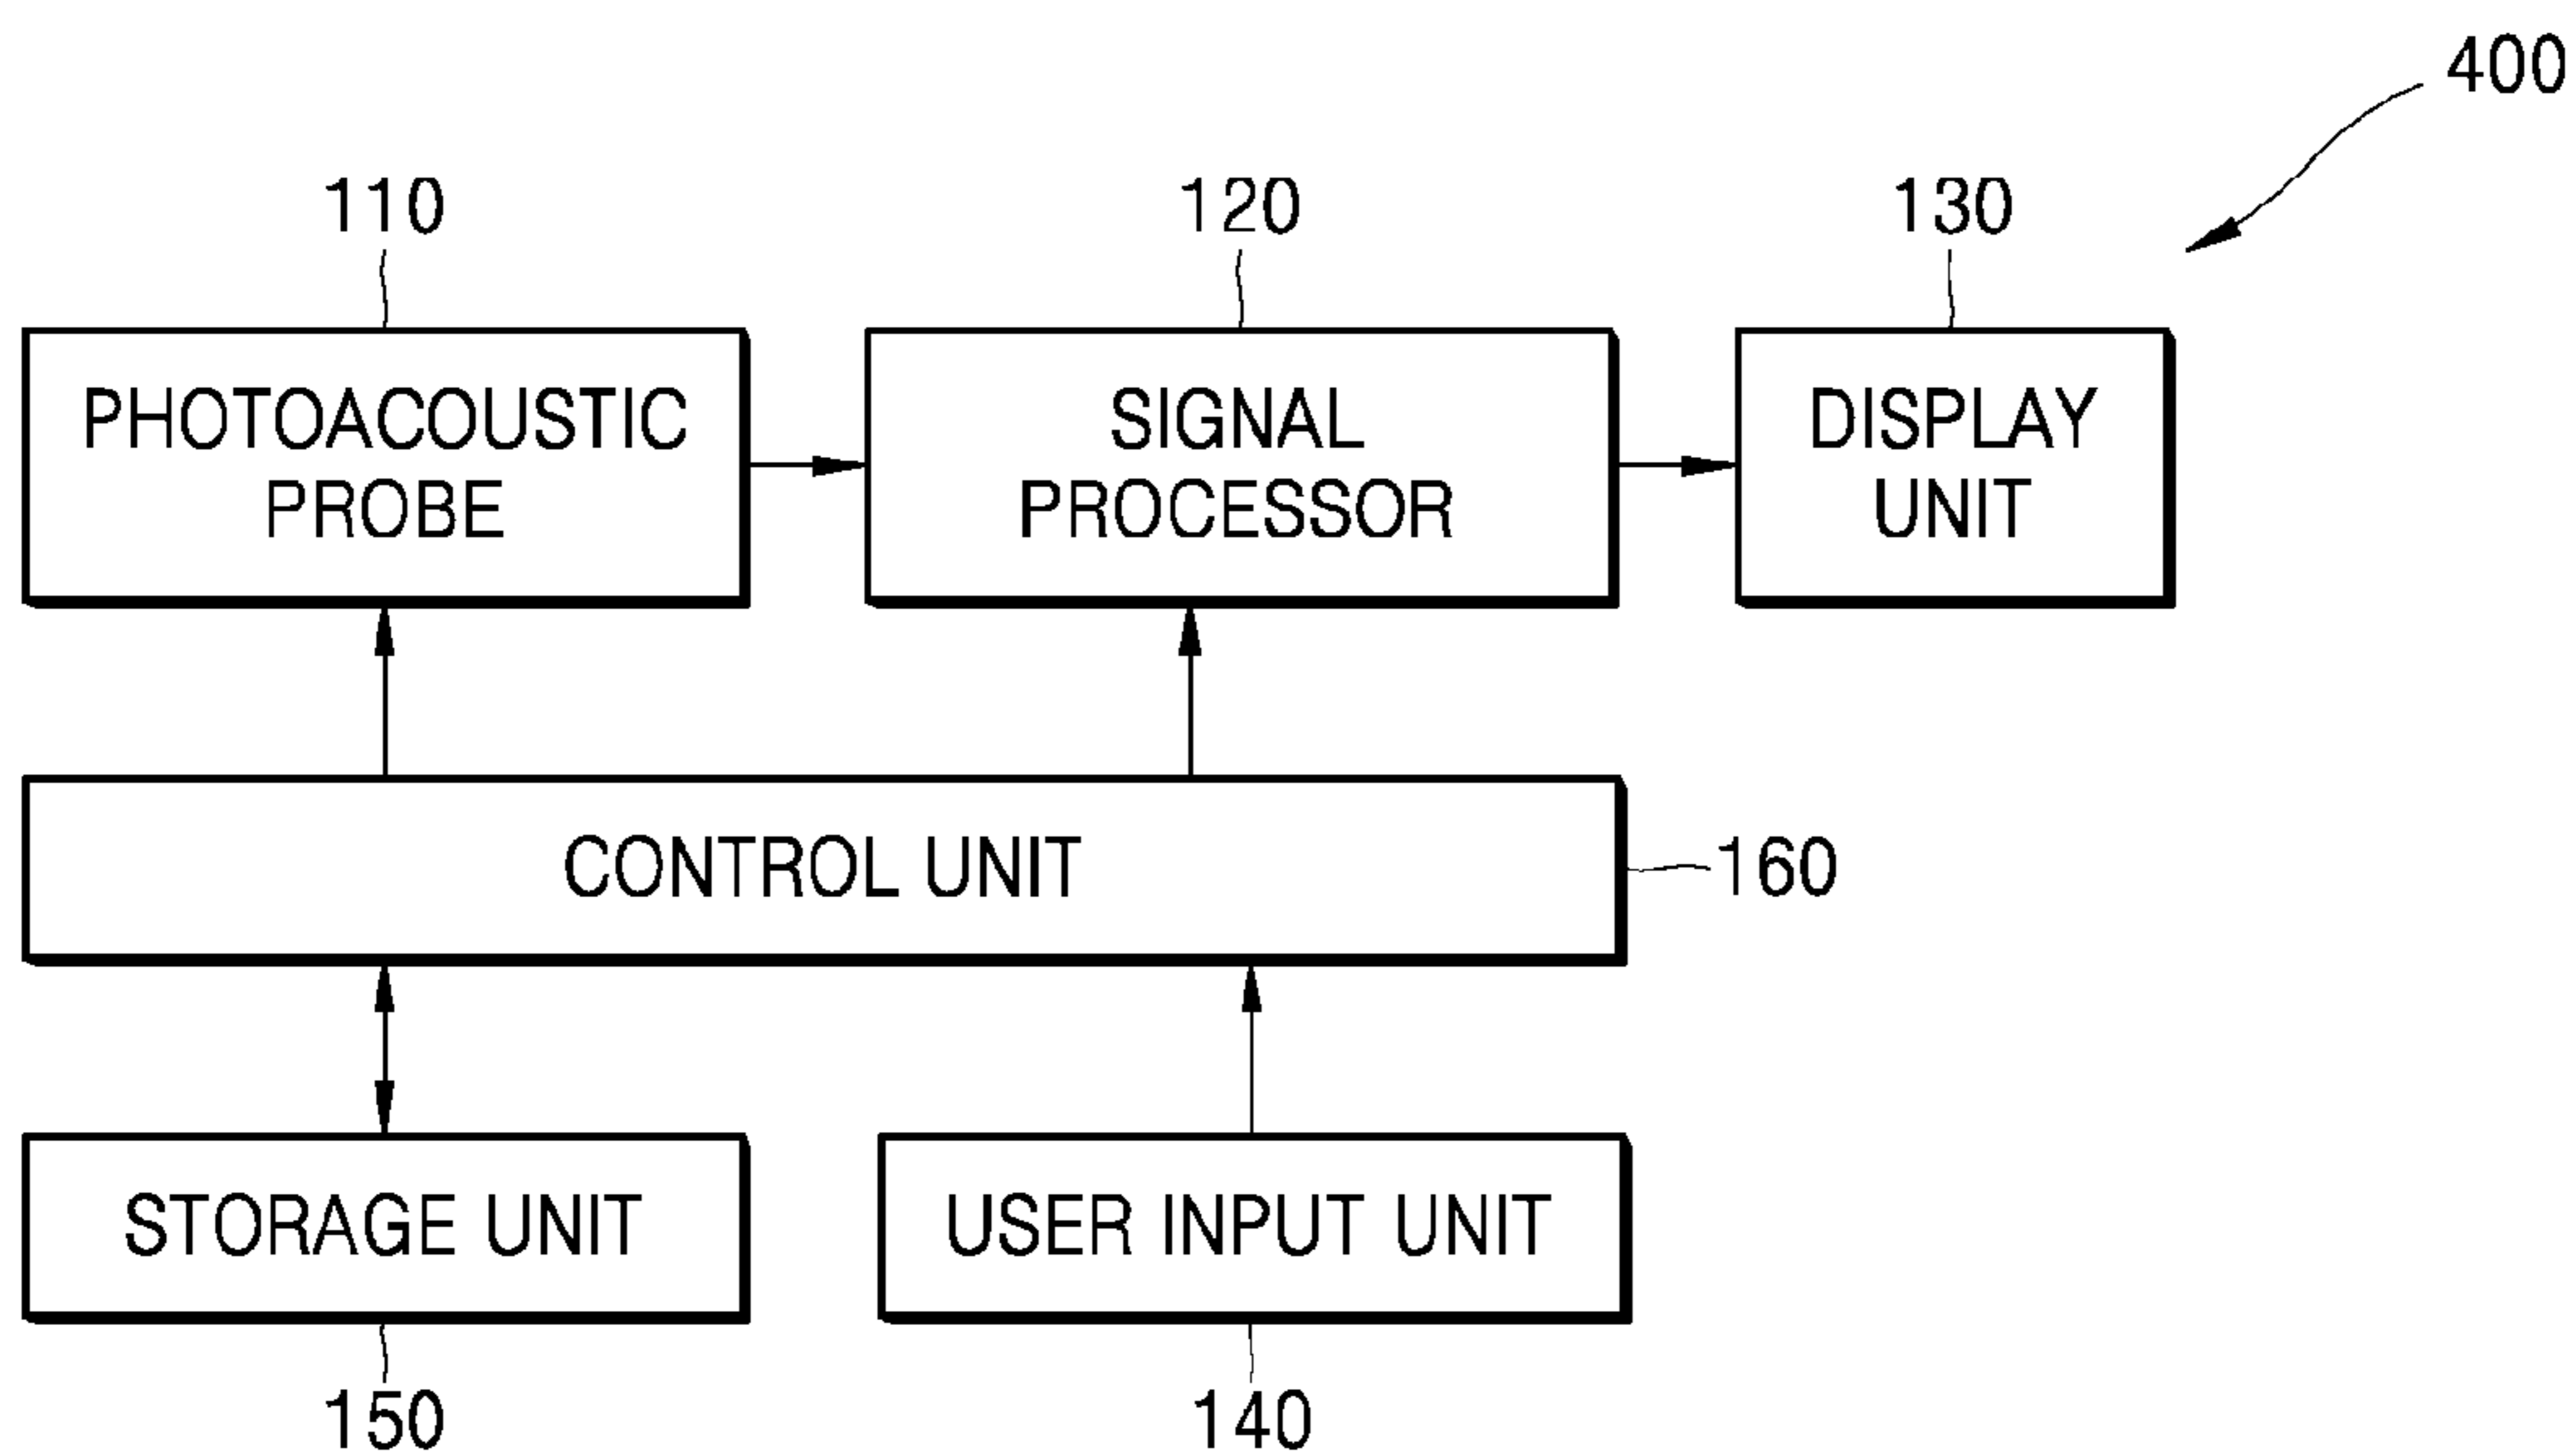 400
110
120
130
PHOTOACOUSTIC
PROBE
SIGNAL
PROCESSOR
DISPLAY
UNIT
CONTROL UNIT
160
STORAGE UNIT
USER INPUT UNIT
150
140